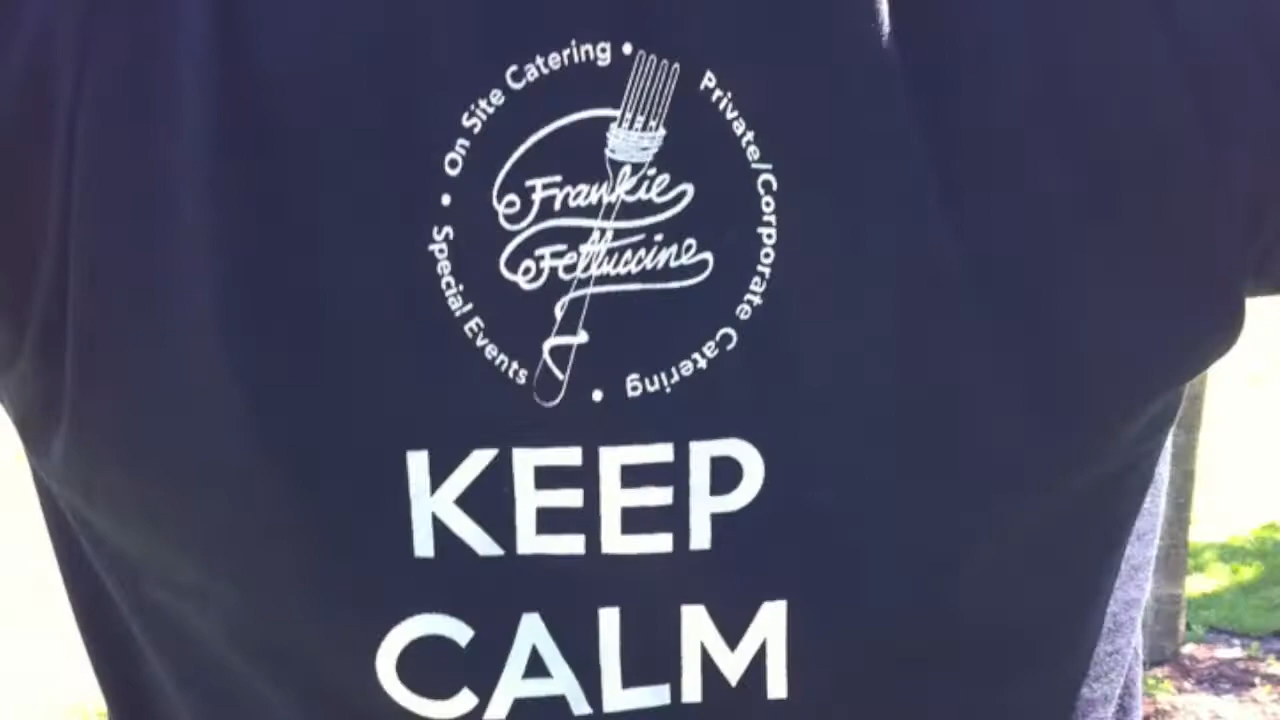 • On Site Catering •
Private/Corporate Catering •
Special Events
Frankie
Fettuccine
KEEP
CALM